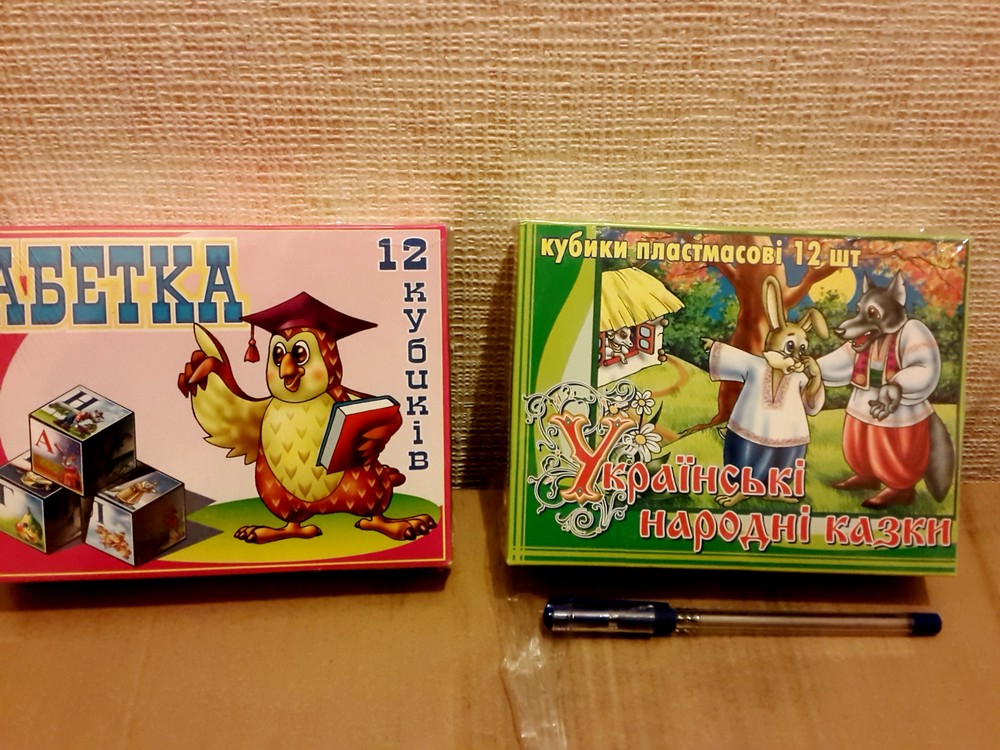 АБЕТКА
12
кубиків
Н
А
І
кубики пластмасові 12 шт
Українські
народні казки